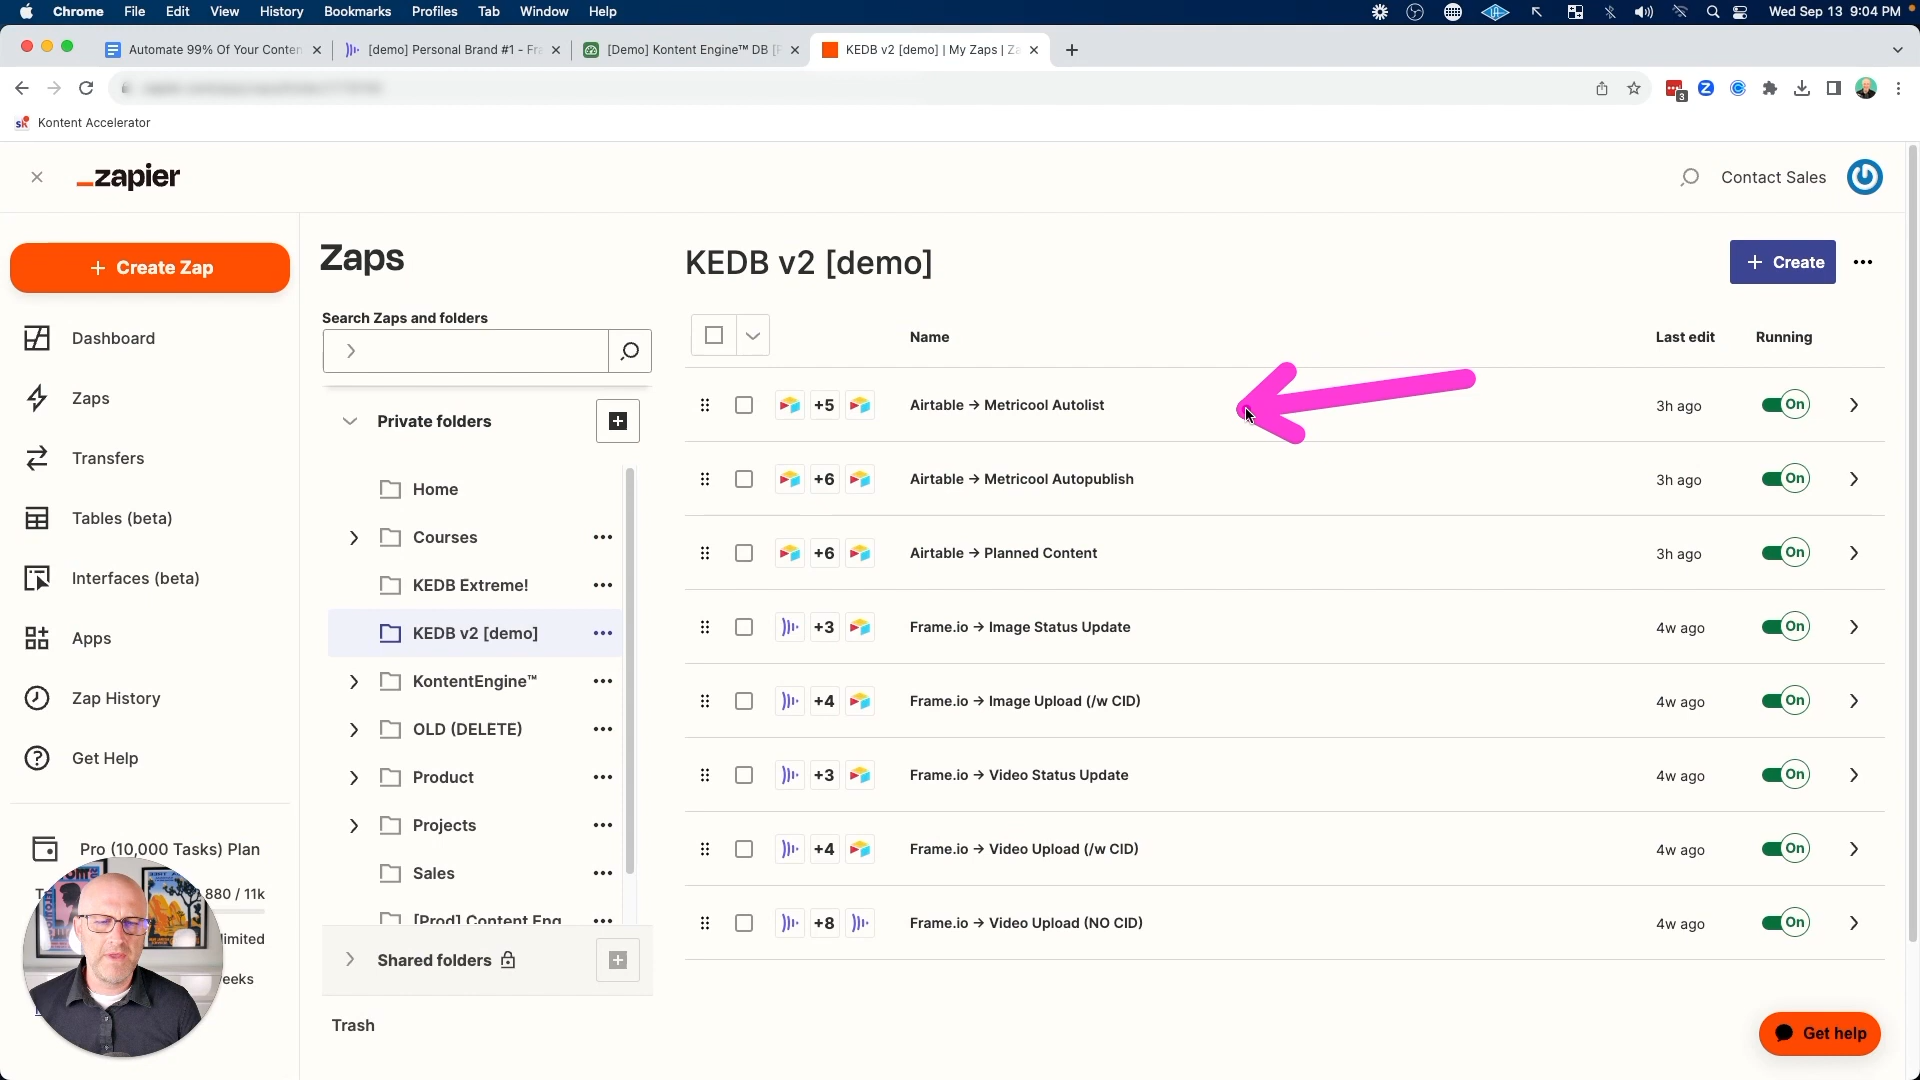 Chrome File Edit View History Bookmarks Profiles Tab Window Help Wed Sep 13 9:04 PM
Automate 99% Of Your Conten
[demo] Personal Brand #1 - Fra
[Demo] Kontent Engine™ DB [P
KEDB v2 [demo] | My Zaps | Za
3
Kontent Accelerator
zapier
Contact Sales
Create Zap
Dashboard
Zaps
Transfers
Tables (beta)
Interfaces (beta)
Apps
Zap History
Get Help
Pro (10,000 Tasks) Plan
880 / 11k
limited
eeks
Zaps
Search Zaps and folders
Private folders
Home
Courses
KEDB Extreme!
KEDB v2 [demo]
KontentEngine™
OLD (DELETE)
Product
Projects
Sales
[Prod] Content Eng
Shared folders
Trash
KEDB v2 [demo]
Create
Name Last edit Running
+5 Airtable → Metricool Autolist 3h ago On
+6 Airtable → Metricool Autopublish 3h ago On
+6 Airtable → Planned Content 3h ago On
+3 Frame.io → Image Status Update 4w ago On
+4 Frame.io → Image Upload (/w CID) 4w ago On
+3 Frame.io → Video Status Update 4w ago On
+4 Frame.io → Video Upload (/w CID) 4w ago On
+8 Frame.io → Video Upload (NO CID) 4w ago On
Get help